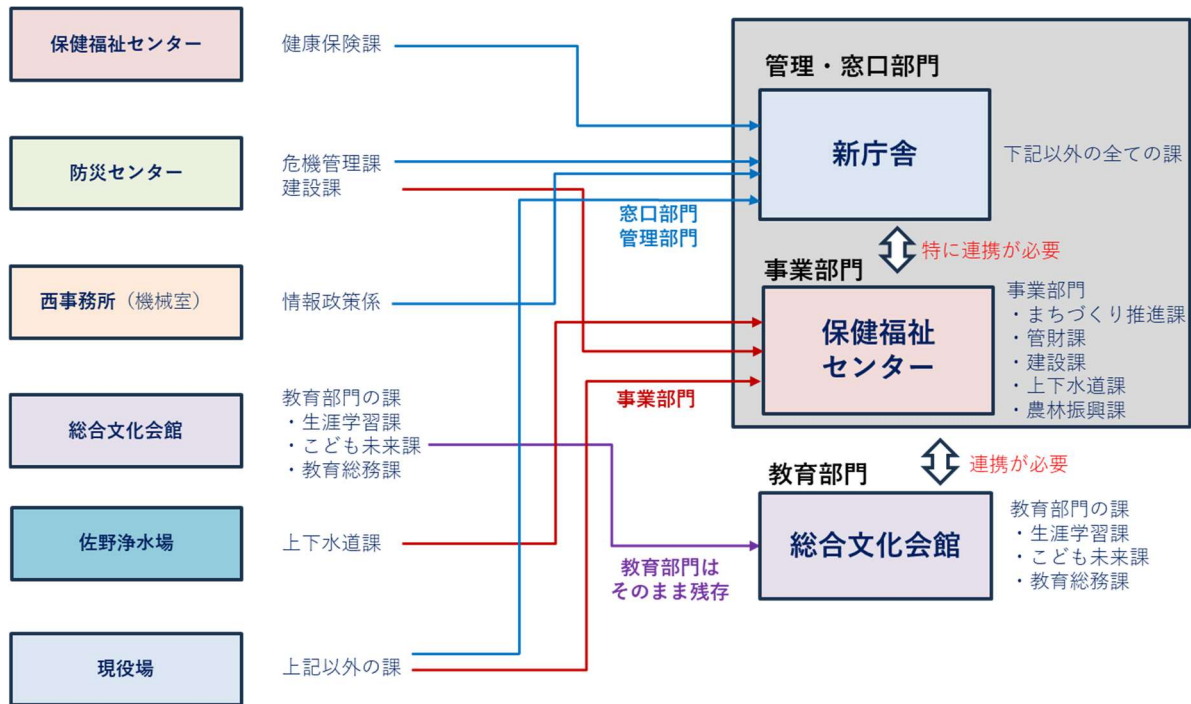 保健福祉センター
健康保険課
防災センター
危機管理課
建設課
西事務所（機械室）
情報政策係
総合文化会館
教育部門の課
・生涯学習課
・こども未来課
・教育総務課
佐野浄水場
上下水道課
現役場
上記以外の課
窓口部門
管理部門
事業部門
教育部門は
そのまま残存
管理・窓口部門
新庁舎
下記以外の全ての課
特に連携が必要
事業部門
保健福祉
センター
事業部門
・まちづくり推進課
・管財課
・建設課
・上下水道課
・農林振興課
連携が必要
教育部門
総合文化会館
教育部門の課
・生涯学習課
・こども未来課
・教育総務課